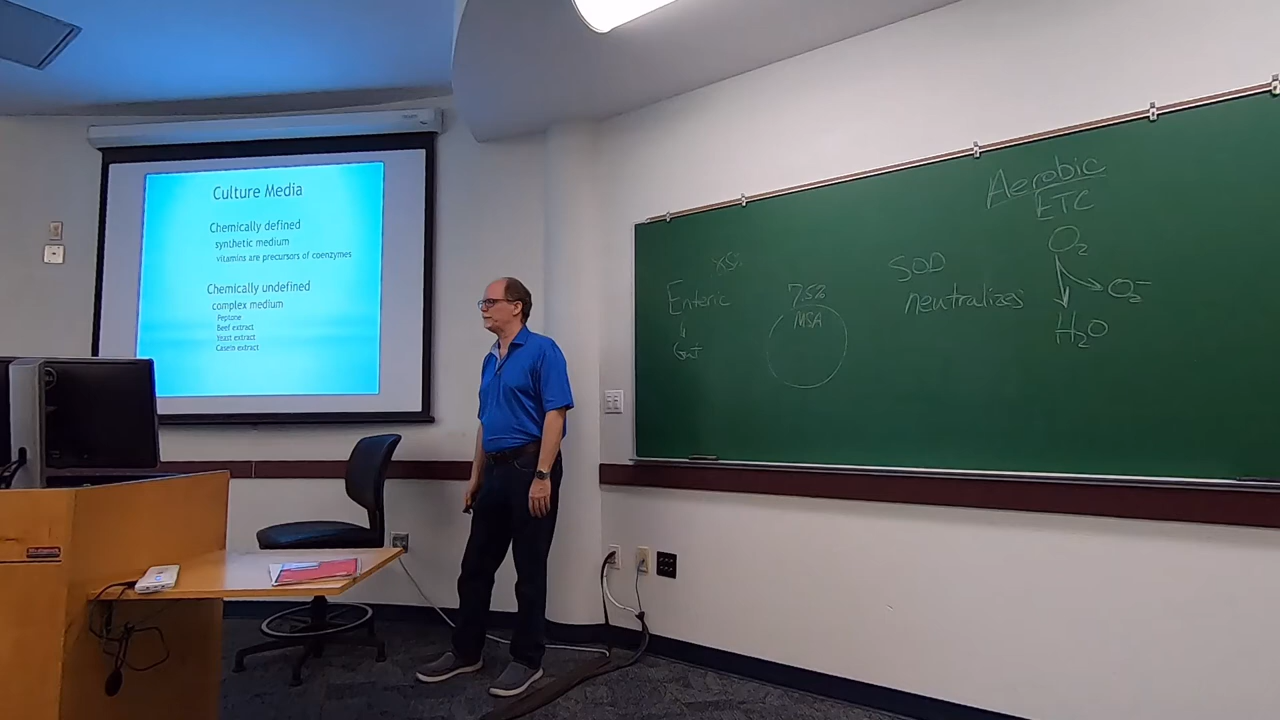 Culture Media
Chemically defined
synthetic medium
vitamins are precursors of coenzymes
Chemically undefined
complex medium
Peptone
Beef extract
Yeast extract
Casein extract
DELL
Enteric
Gut
7.5%
MSA
SOD
neutralizes
Aerobic
ETC
O₂
O₂⁻
H₂O